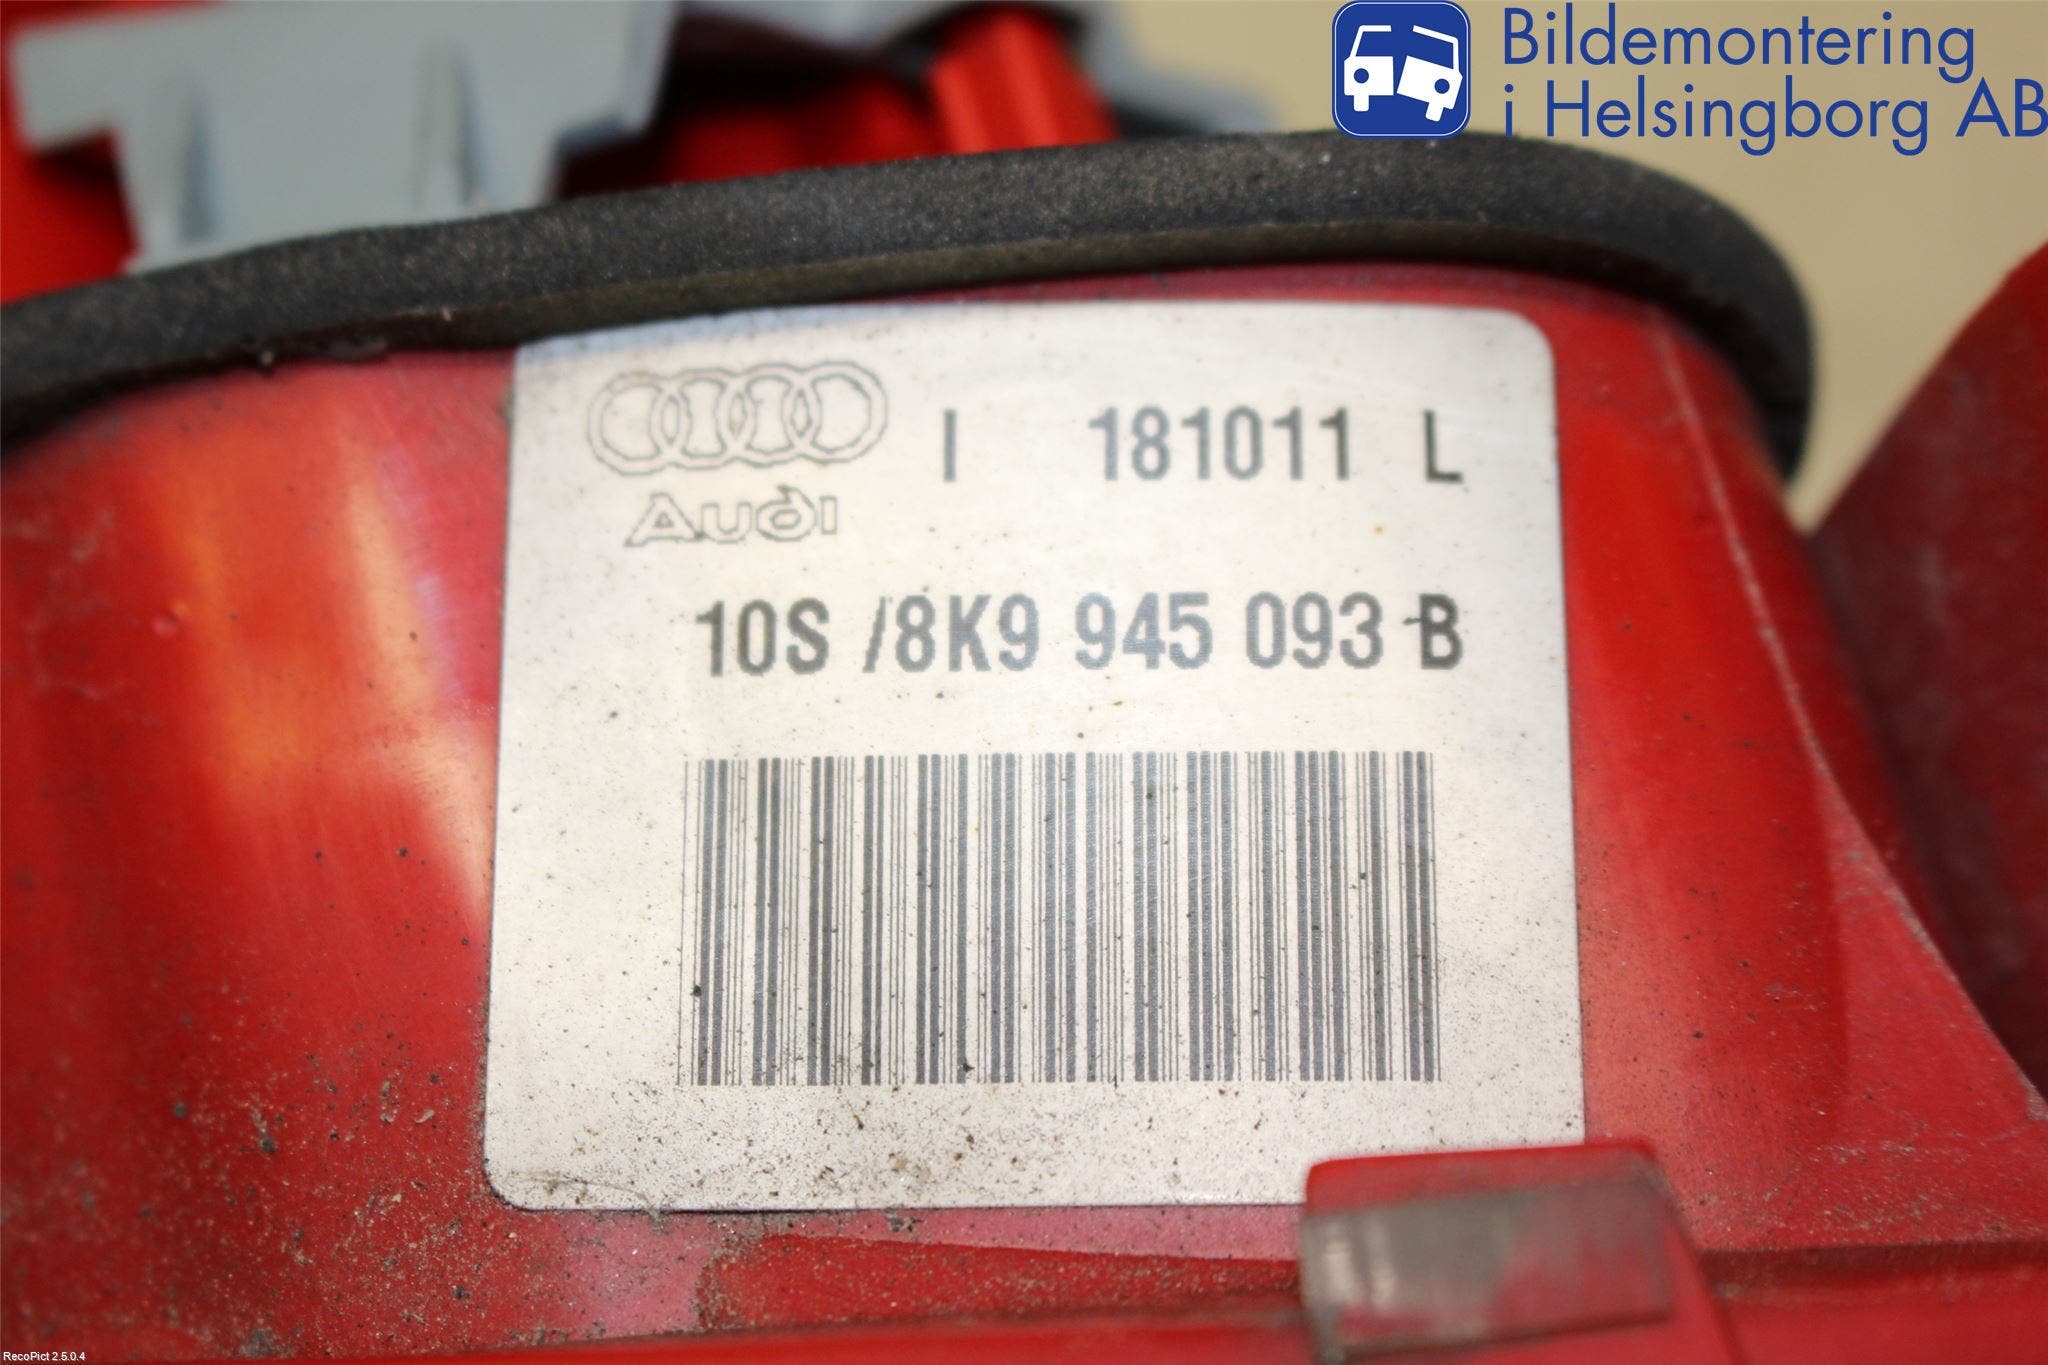 Bildemontering
i Helsingborg AB
I 181011 L
Audi
10S /8K9 945 093 B
RecoPict 2.5.0.4